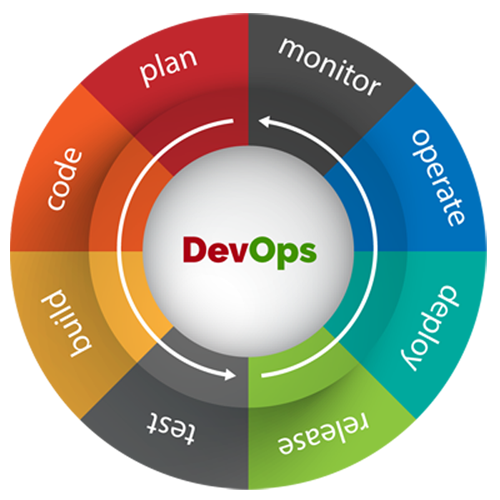 plan
code
build
test
release
deploy
operate
monitor
DevOps